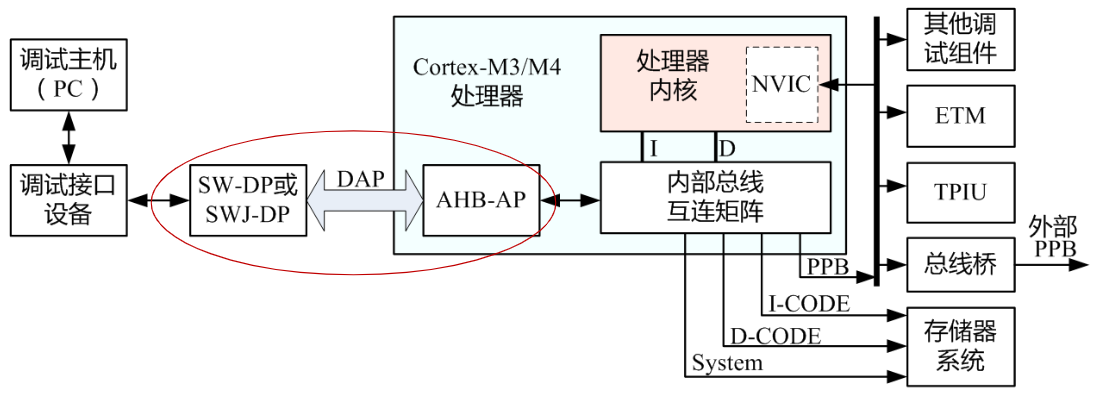 调试主机
（PC）
调试接口
设备
SW-DP或
SWJ-DP
DAP
Cortex-M3/M4
处理器
AHB-AP
处理器
内核
NVIC
I
D
内部总线
互连矩阵
PPB
I-CODE
D-CODE
System
其他调
试组件
ETM
TPIU
总线桥
外部
PPB
存储器
系统